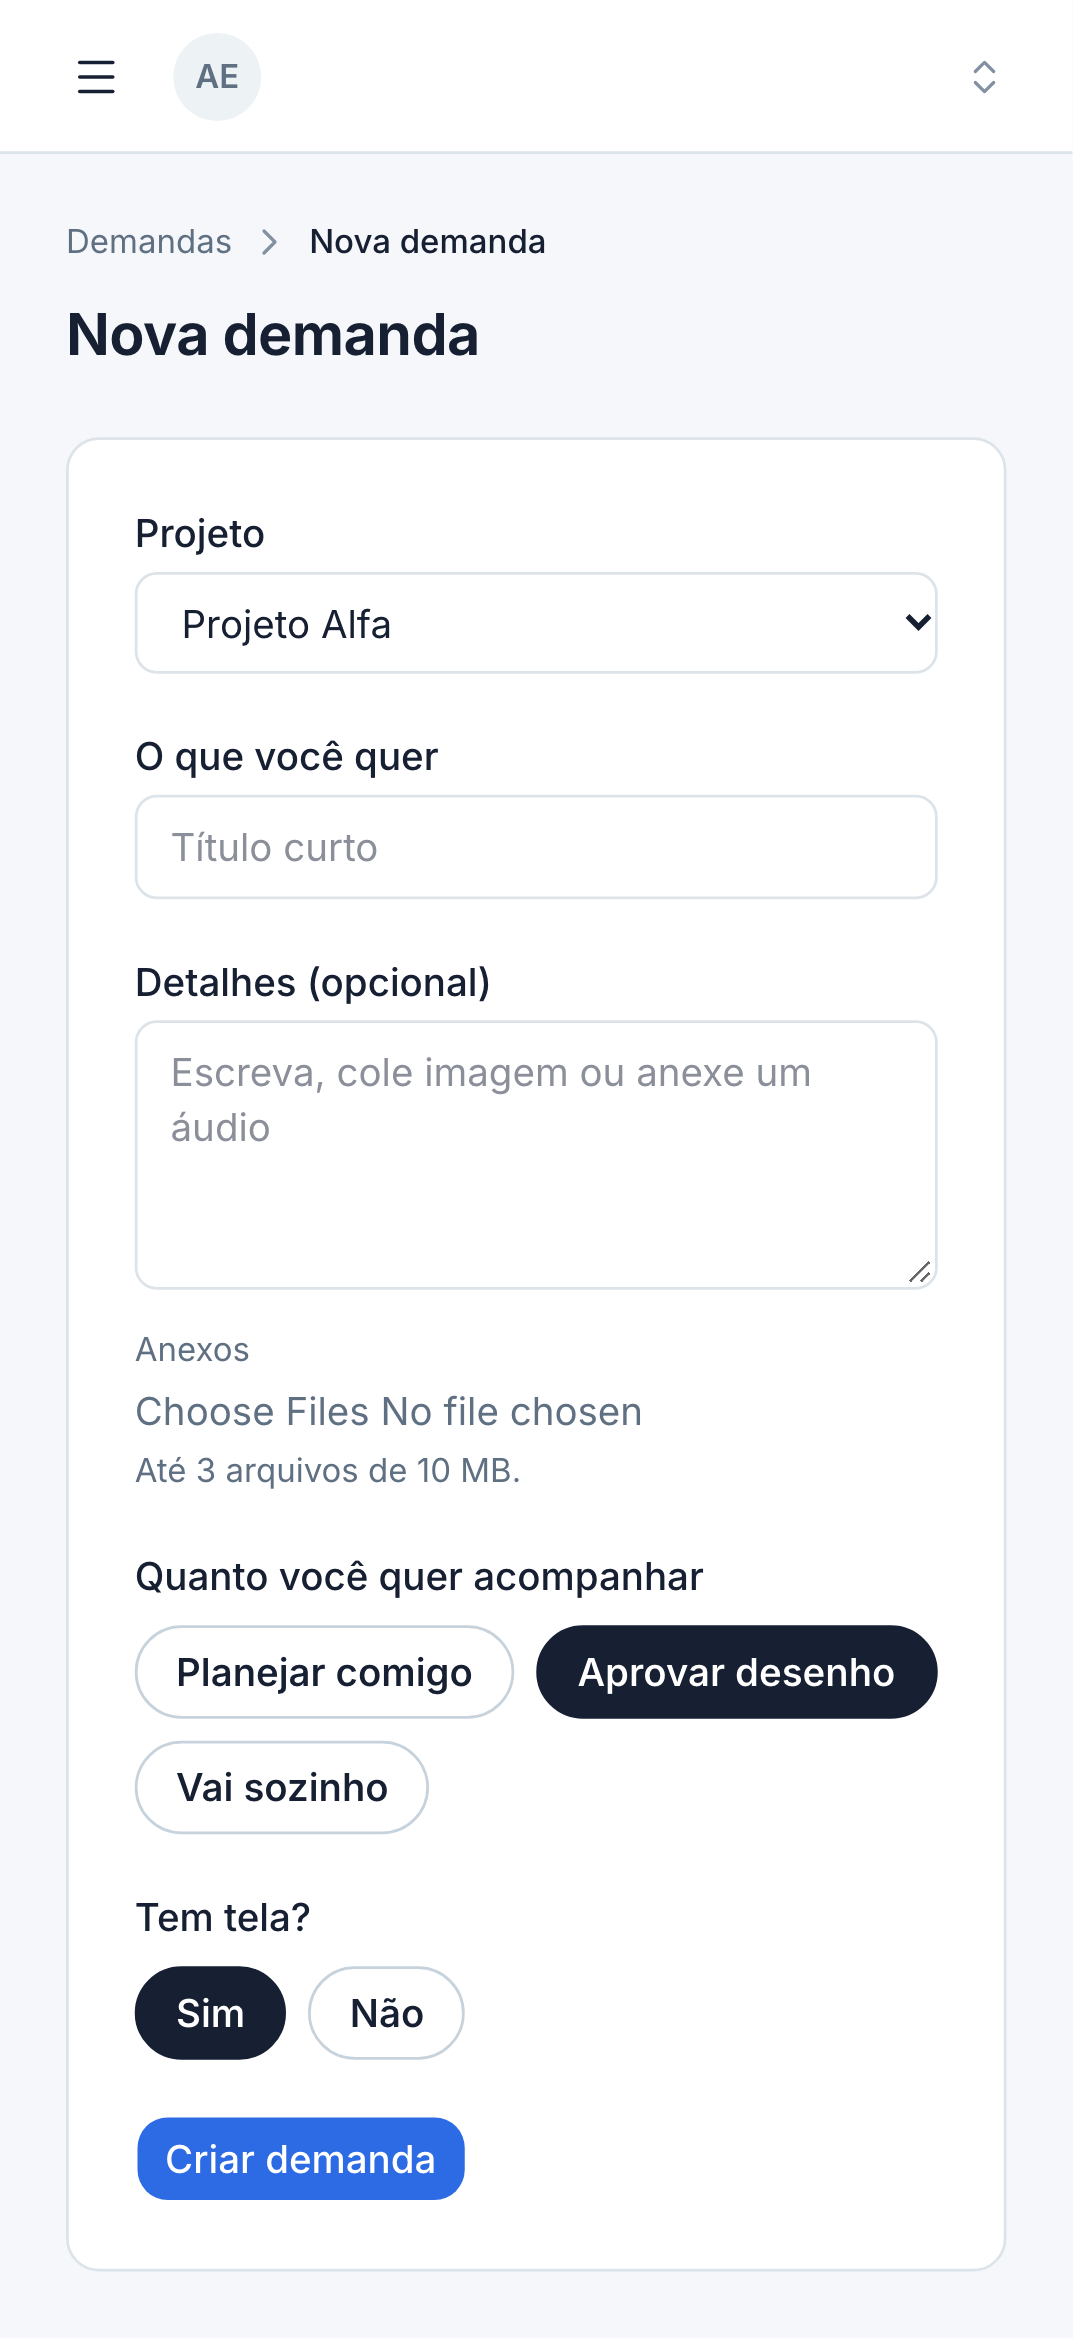 AE
Demandas
Nova demanda
Nova demanda
Projeto
Projeto Alfa
O que você quer
Título curto
Detalhes (opcional)
Escreva, cole imagem ou anexe um
áudio
Anexos
Choose Files No file chosen
Até 3 arquivos de 10 MB.
Quanto você quer acompanhar
Planejar comigo
Aprovar desenho
Vai sozinho
Tem tela?
Sim
Não
Criar demanda